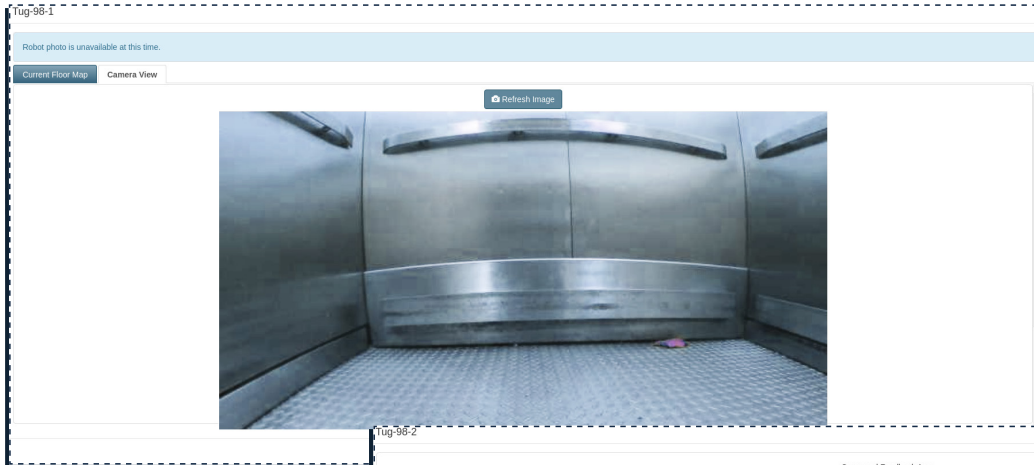 Tug-98-1
Robot photo is unavailable at this time.
Current Floor Map
Camera View
Refresh Image
Tug-98-2